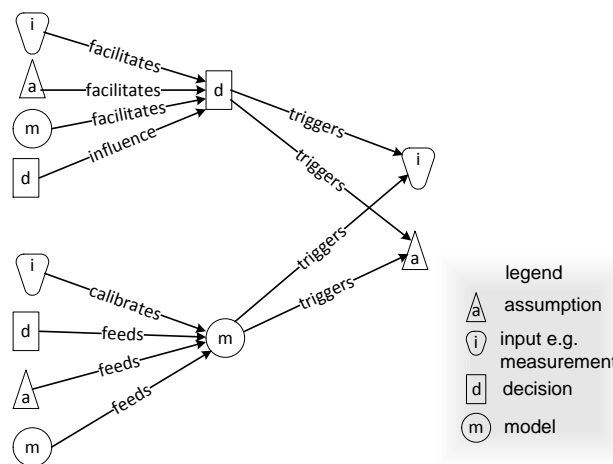 i
facilitates
a
facilitates
d
m
facilitates
triggers
d
influence
i
triggers
triggers
a
i
calibrates
triggers
d
feeds
m
a
feeds
m
feeds
legend
a assumption
i input e.g.
measurement
d decision
m model